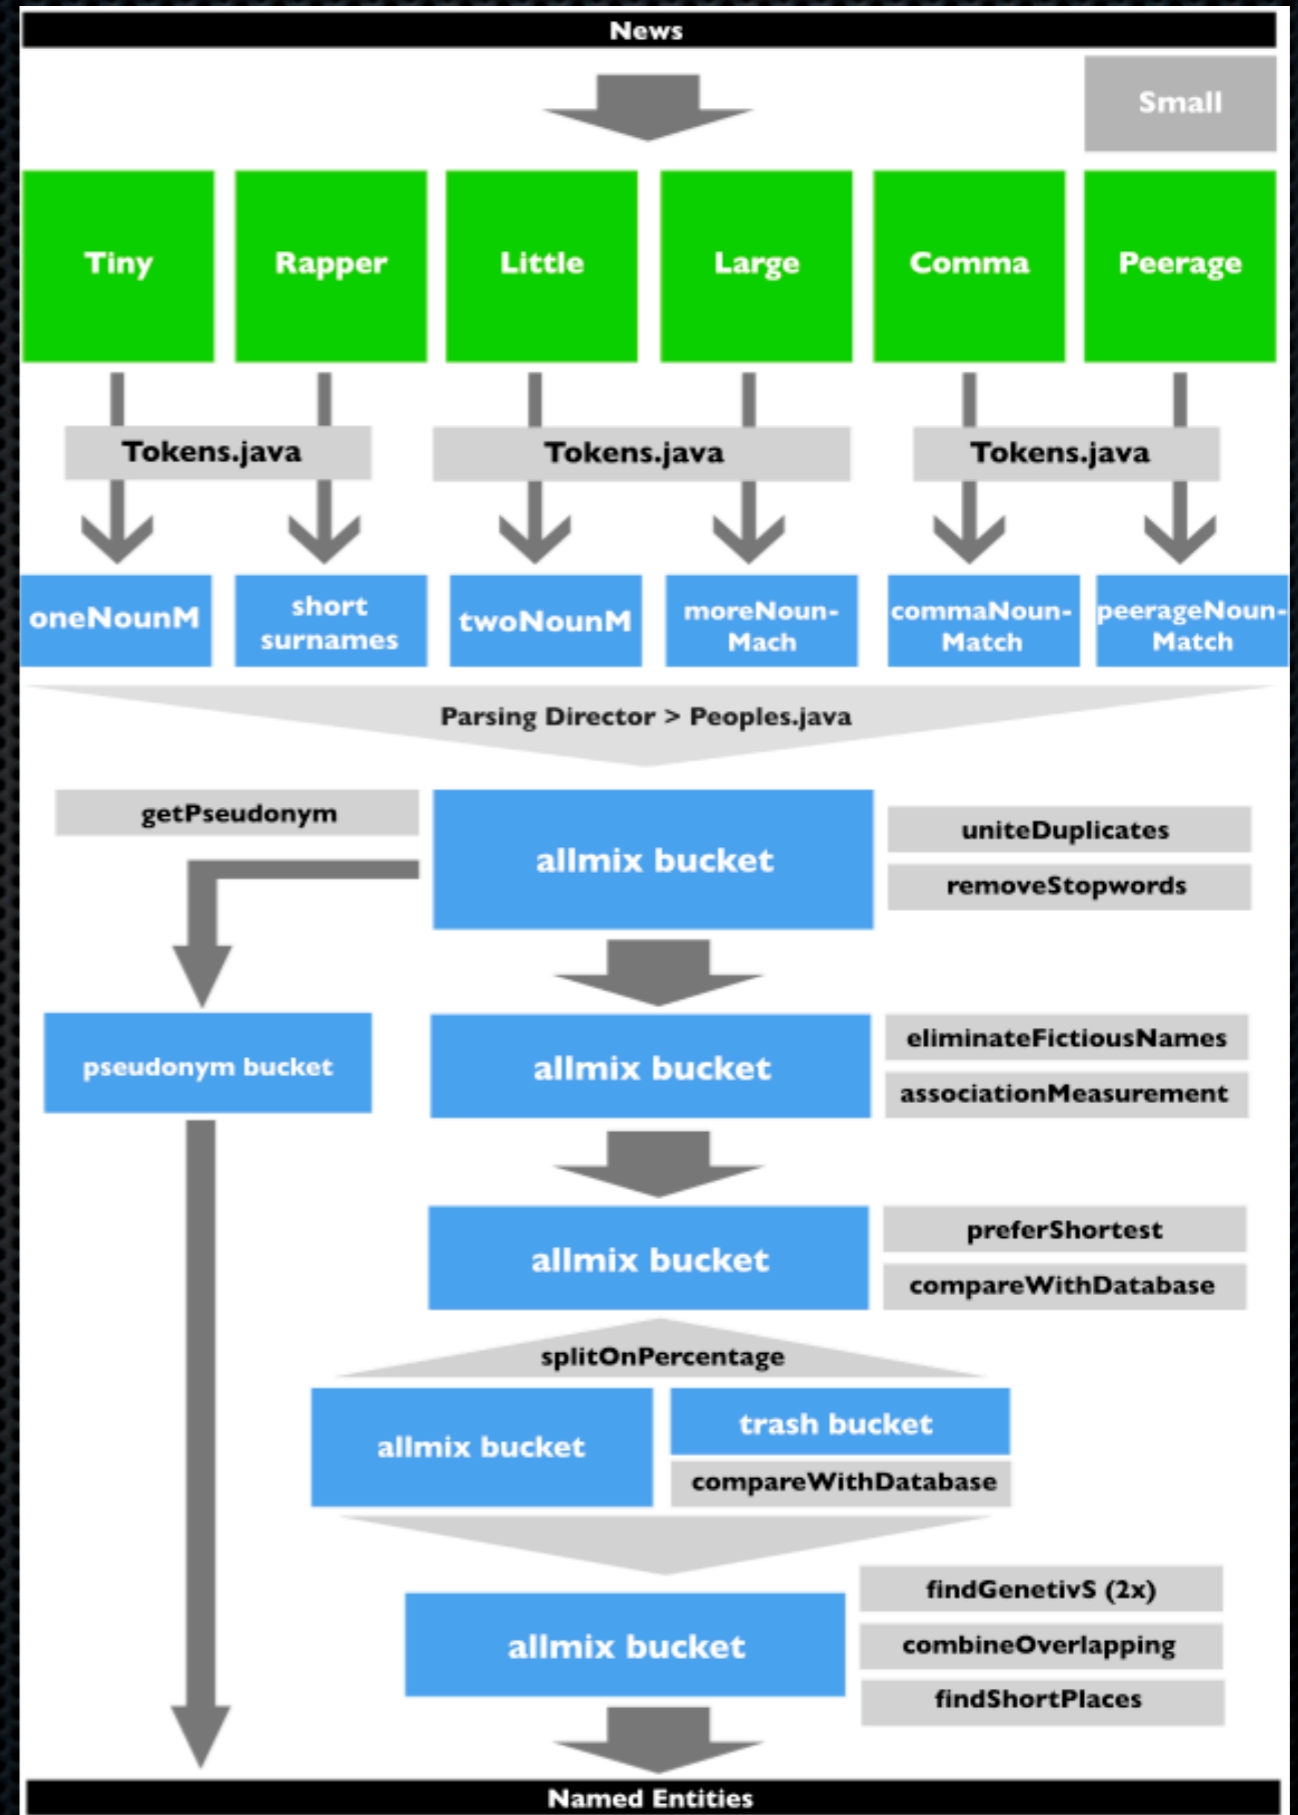 News
Small
Tiny
Rapper
Little
Large
Comma
Peerage
Tokens.java
Tokens.java
Tokens.java
oneNounM
short
surnames
twoNounM
moreNoun-
Mach
commaNoun-
Match
peerageNoun-
Match
Parsing Director > Peoples.java
getPseudonym
allmix bucket
uniteDuplicates
removeStopwords
pseudonym bucket
allmix bucket
eliminateFictiousNames
associationMeasurement
allmix bucket
preferShortest
compareWithDatabase
splitOnPercentage
allmix bucket
trash bucket
compareWithDatabase
allmix bucket
findGenetivS (2x)
combineOverlapping
findShortPlaces
Named Entities